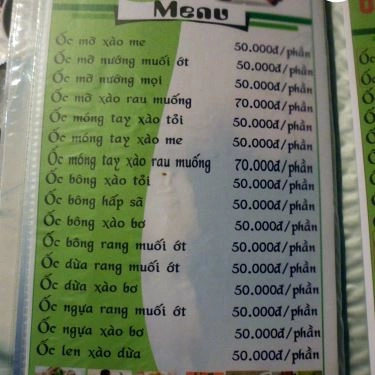 Menu
Ốc mỡ xào me 50.000đ/phần
Ốc mỡ nướng muối ớt 50.000đ/phần
Ốc mỡ nướng mọi 50.000đ/phần
Ốc mỡ xào rau muống 70.000đ/phần
Ốc móng tay xào tỏi 50.000đ/phần
Ốc móng tay xào me 50.000đ/phần
Ốc móng tay xào rau muống 70.000đ/phần
Ốc bông xào tỏi 50.000đ/phần
Ốc bông hấp sã 50.000đ/phần
Ốc bông xào bơ 50.000đ/phần
Ốc bông rang muối ớt 50.000đ/phần
Ốc dừa rang muối ớt 50.000đ/phần
Ốc dừa xào bơ 50.000đ/phần
Ốc ngựa rang muối ớt 50.000đ/phần
Ốc ngựa xào bơ 50.000đ/phần
Ốc len xào dừa 50.000đ/phần